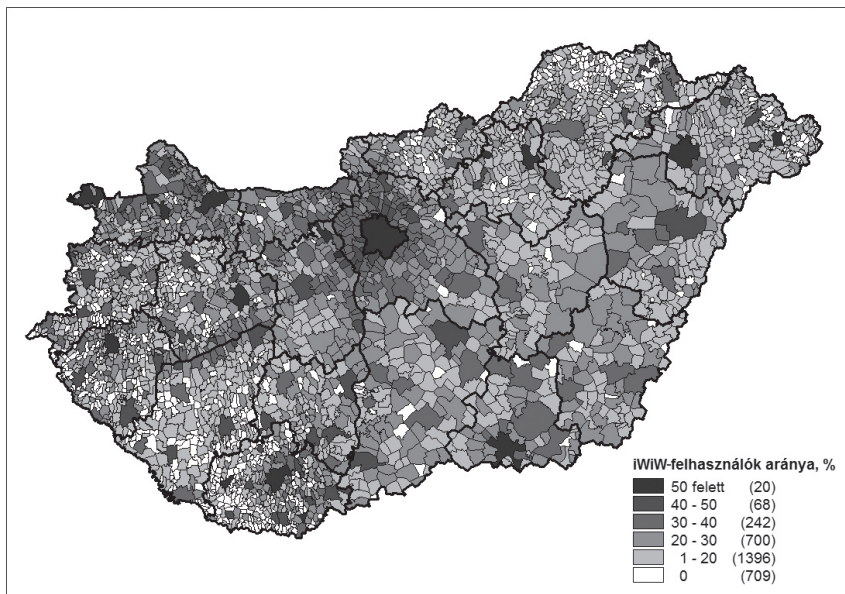 iWiW-felhasználók aránya, %
50 felett (20)
40 - 50 (68)
30 - 40 (242)
20 - 30 (700)
1 - 20 (1396)
0 (709)